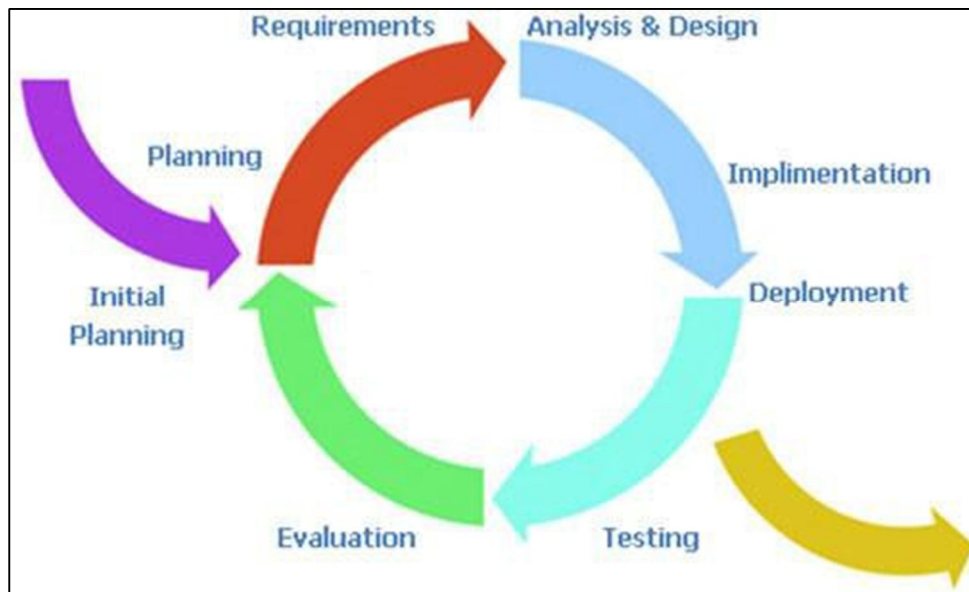 Requirements
Analysis & Design
Planning
Implimentation
Initial
Planning
Deployment
Evaluation
Testing